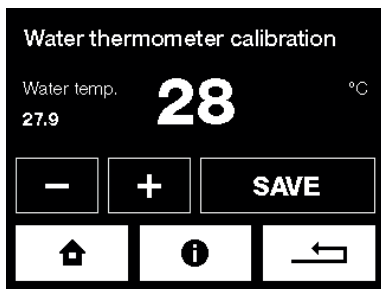 Water thermometer calibration
Water temp.
27.9
28
°C
− +
SAVE